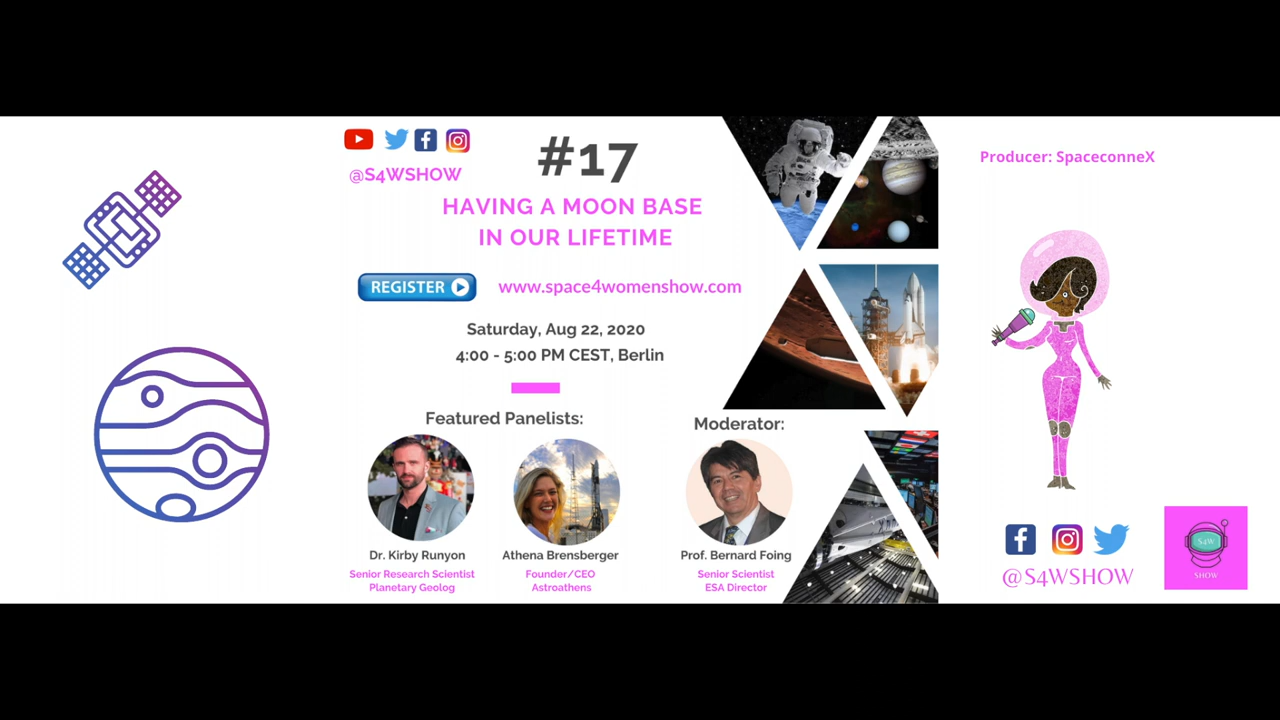 @S4WSHOW
#17
HAVING A MOON BASE
IN OUR LIFETIME
REGISTER
www.space4womenshow.com
Saturday, Aug 22, 2020
4:00 - 5:00 PM CEST, Berlin
Featured Panelists:
Moderator:
Dr. Kirby Runyon
Senior Research Scientist
Planetary Geolog
Athena Brensberger
Founder/CEO
Astroathens
Prof. Bernard Foing
Senior Scientist
ESA Director
Producer: SpaceconneX
@S4WSHOW
S4W
SHOW